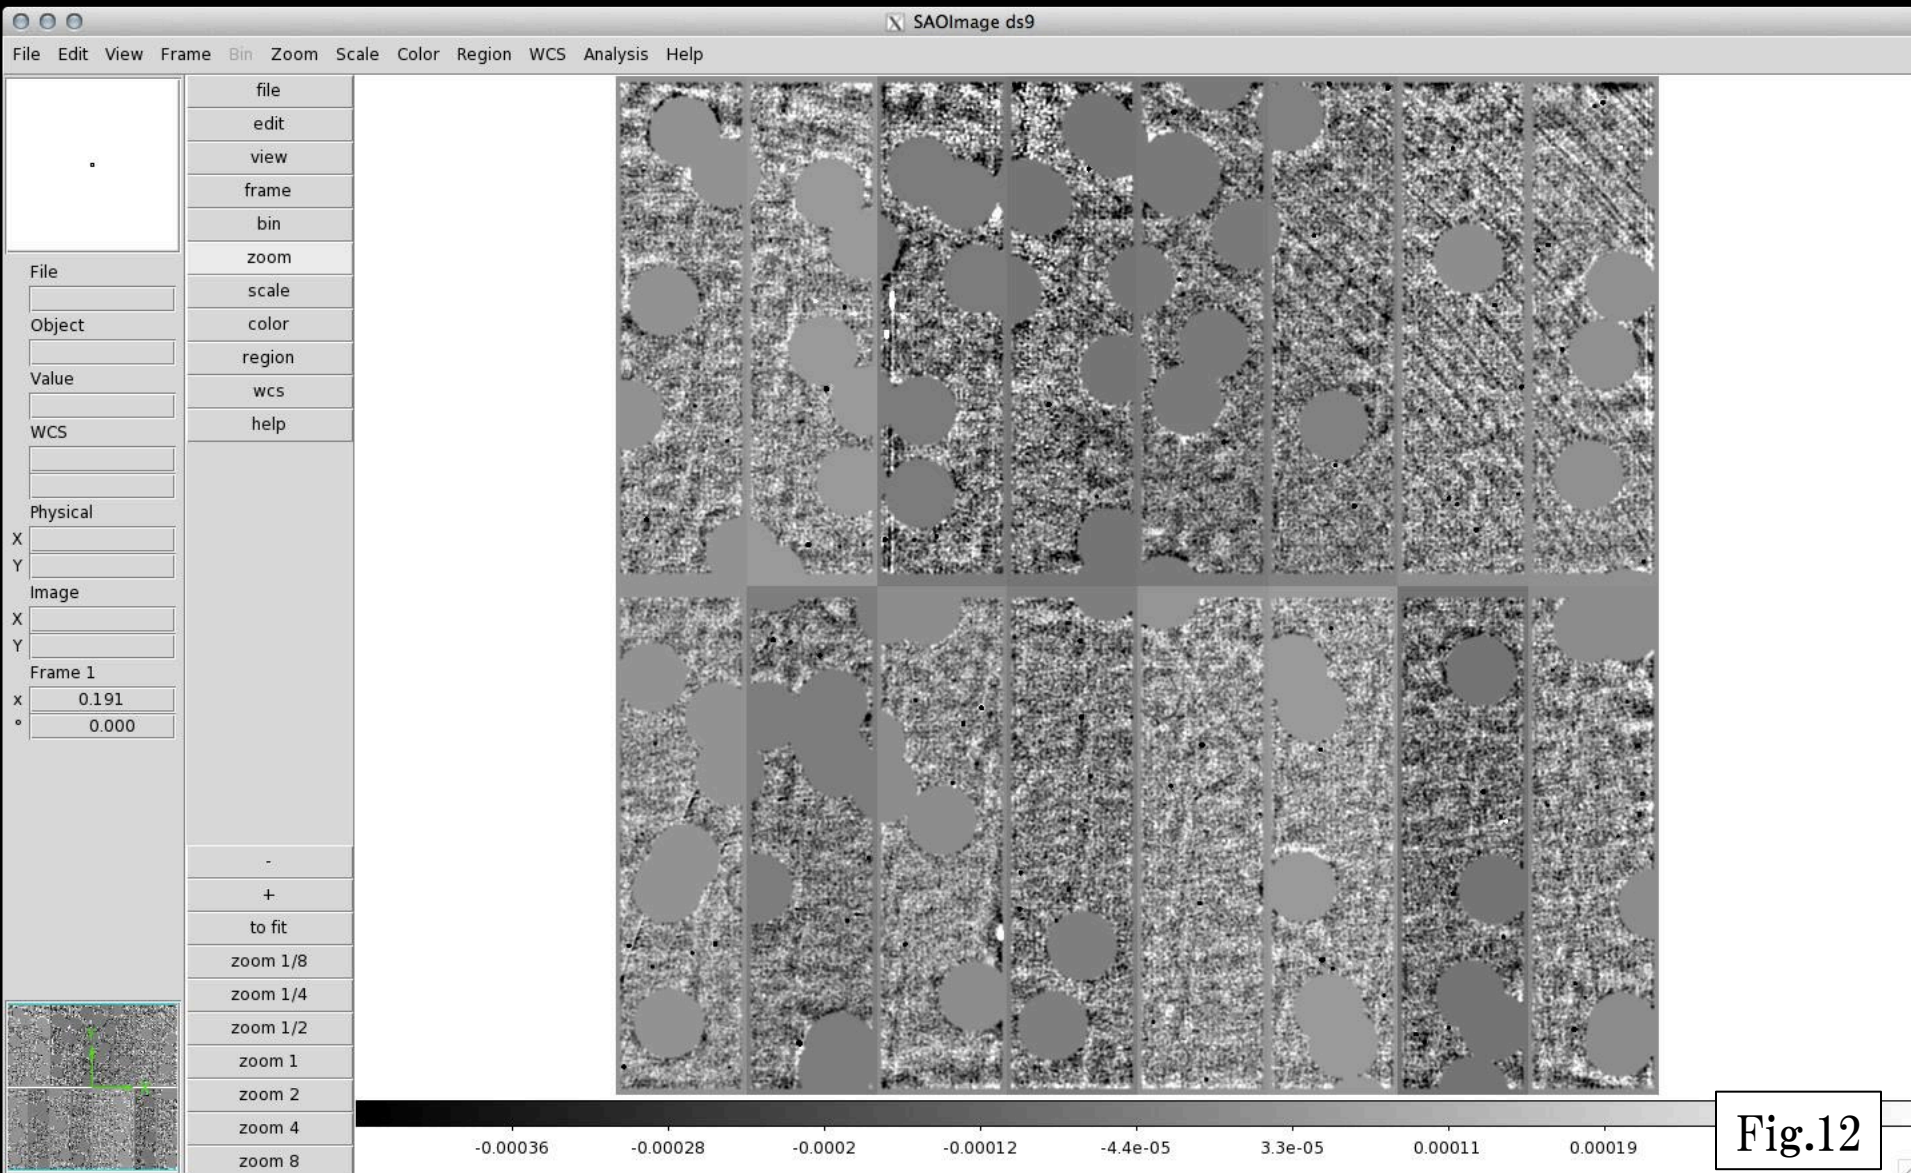 SAOImage ds9
File Edit View Frame Bin Zoom Scale Color Region WCS Analysis Help
file
edit
view
frame
bin
zoom
scale
color
region
wcs
help
-
+
to fit
zoom 1/8
zoom 1/4
zoom 1/2
zoom 1
zoom 2
zoom 4
zoom 8
File
Object
Value
WCS
Physical
X
Y
Image
X
Y
Frame 1
x 0.191
° 0.000
-0.00036 -0.00028 -0.0002 -0.00012 -4.4e-05 3.3e-05 0.00011 0.00019
Fig.12